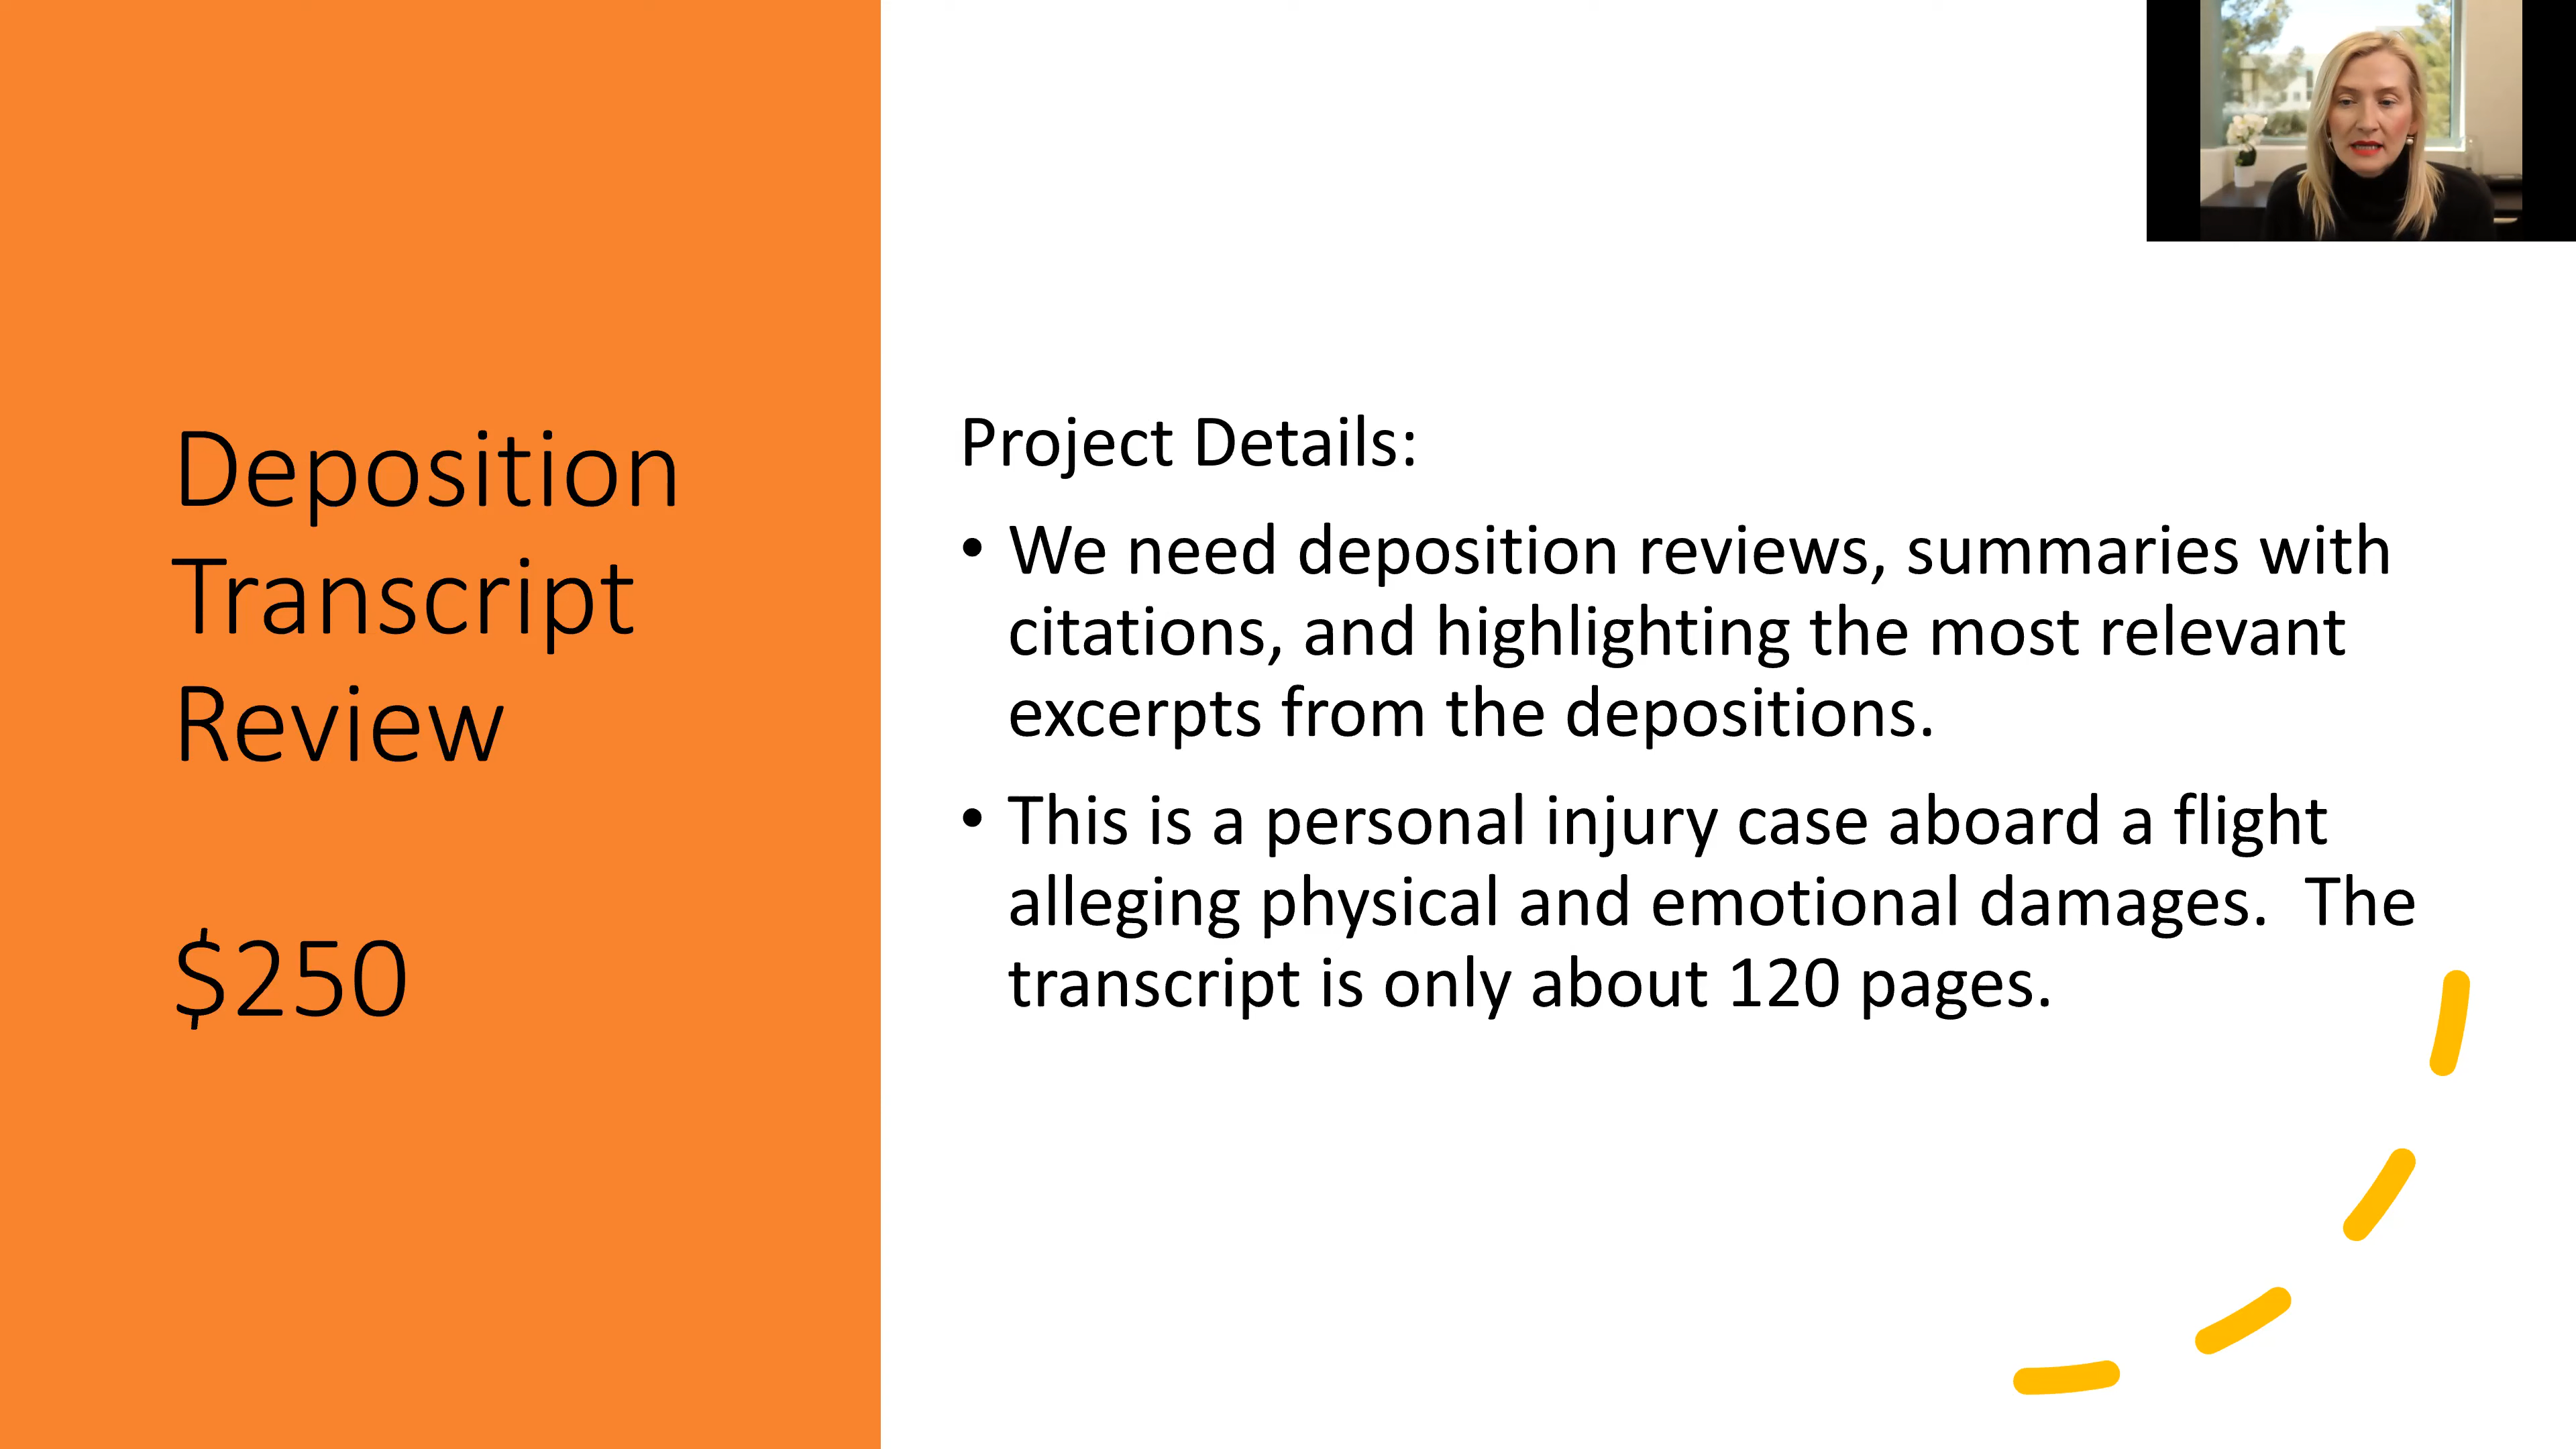 Deposition
Transcript
Review
$250
Project Details:
• We need deposition reviews, summaries with
citations, and highlighting the most relevant
excerpts from the depositions.
• This is a personal injury case aboard a flight
alleging physical and emotional damages.  The
transcript is only about 120 pages.